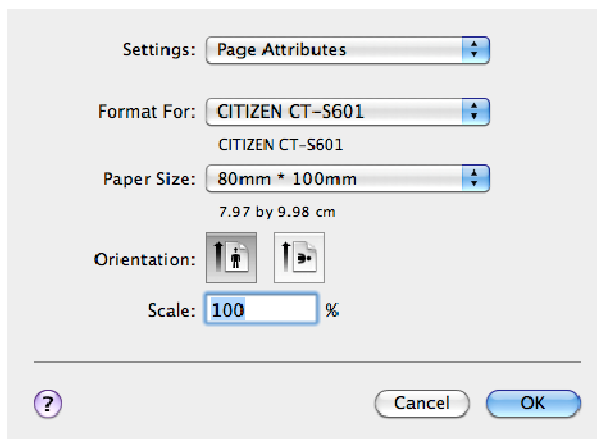 Settings: Page Attributes
Format For: CITIZEN CT-S601
CITIZEN CT-S601
Paper Size: 80mm * 100mm
7.97 by 9.98 cm
Orientation:
Scale: 100 %
? Cancel OK